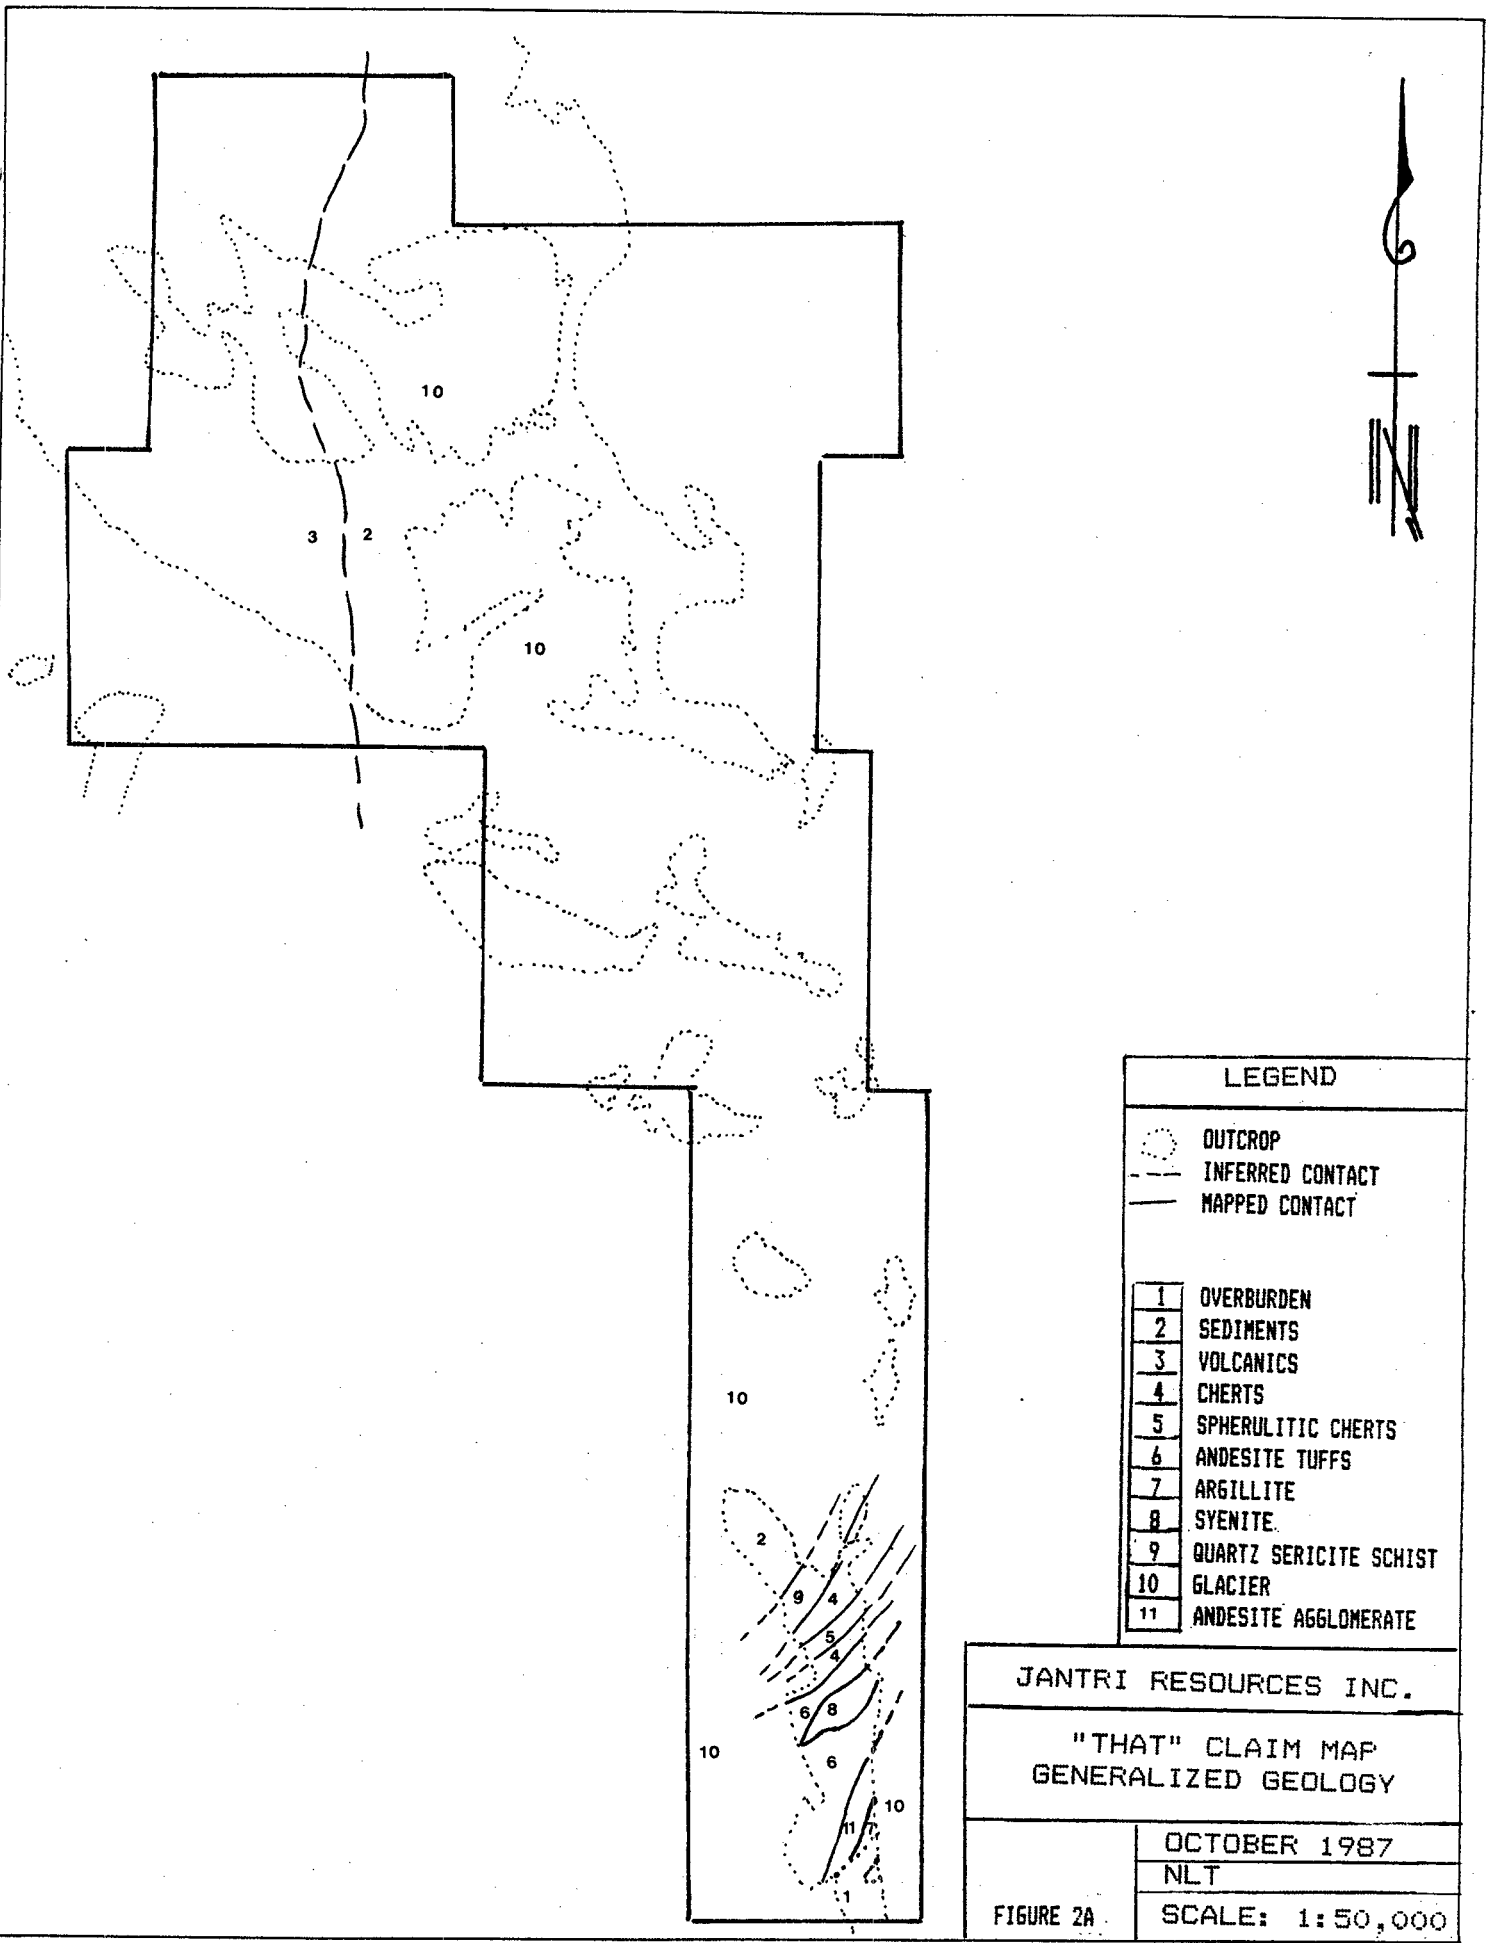 10
3 2
10
10
2
9 4
5
4
6 8
10
6
10
11 7
1
N
LEGEND
OUTCROP
INFERRED CONTACT
MAPPED CONTACT
1 OVERBURDEN
2 SEDIMENTS
3 VOLCANICS
4 CHERTS
5 SPHERULITIC CHERTS
6 ANDESITE TUFFS
7 ARGILLITE
8 SYENITE
9 QUARTZ SERICITE SCHIST
10 GLACIER
11 ANDESITE AGGLOMERATE
JANTRI RESOURCES INC.
"THAT" CLAIM MAP
GENERALIZED GEOLOGY
OCTOBER 1987
NLT
FIGURE 2A
SCALE: 1:50,000